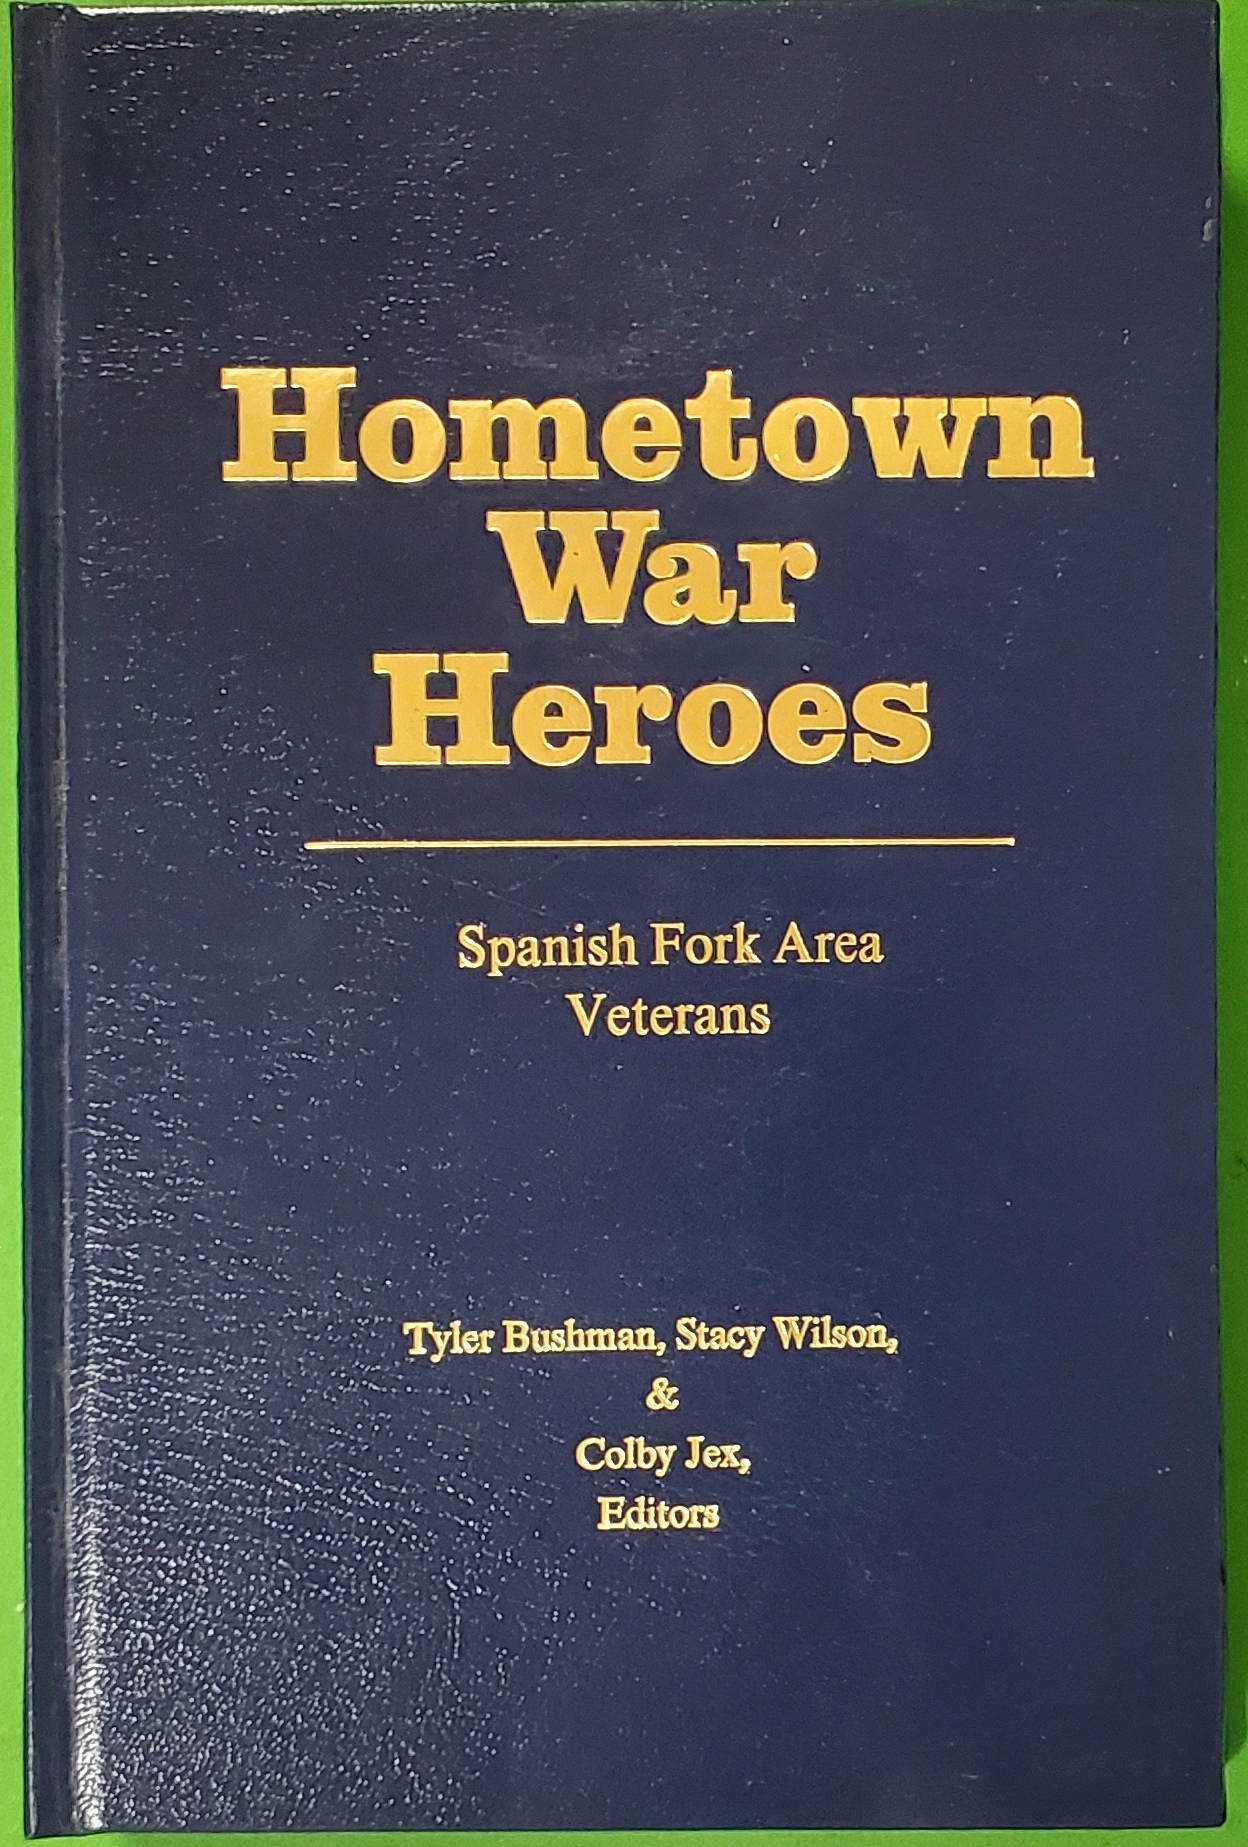 Hometown
War
Heroes
Spanish Fork Area
Veterans
Tyler Bushman, Stacy Wilson,
&
Colby Jex,
Editors